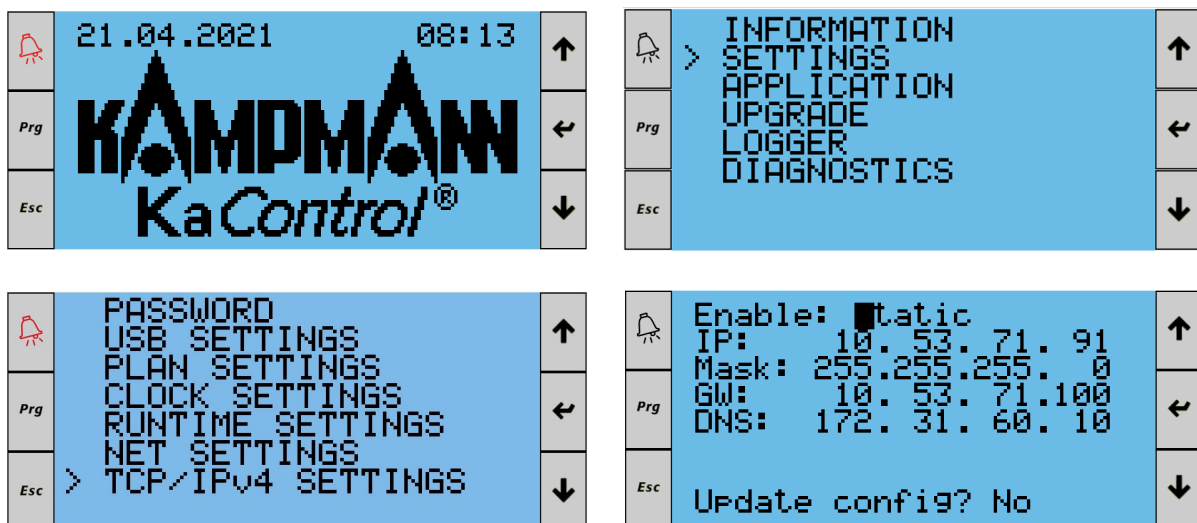 21.04.2021 08:13
KAMPMANN
KaControl®
Prg
Esc
INFORMATION
> SETTINGS
APPLICATION
UPGRADE
LOGGER
DIAGNOSTICS
Prg
Esc
PASSWORD
USB SETTINGS
PLAN SETTINGS
CLOCK SETTINGS
RUNTIME SETTINGS
NET SETTINGS
> TCP/IPv4 SETTINGS
Prg
Esc
Enable: tatic
IP: 10. 53. 71. 91
Mask: 255.255.255. 0
GW: 10. 53. 71.100
DNS: 172. 31. 60. 10
Update config? No
Prg
Esc